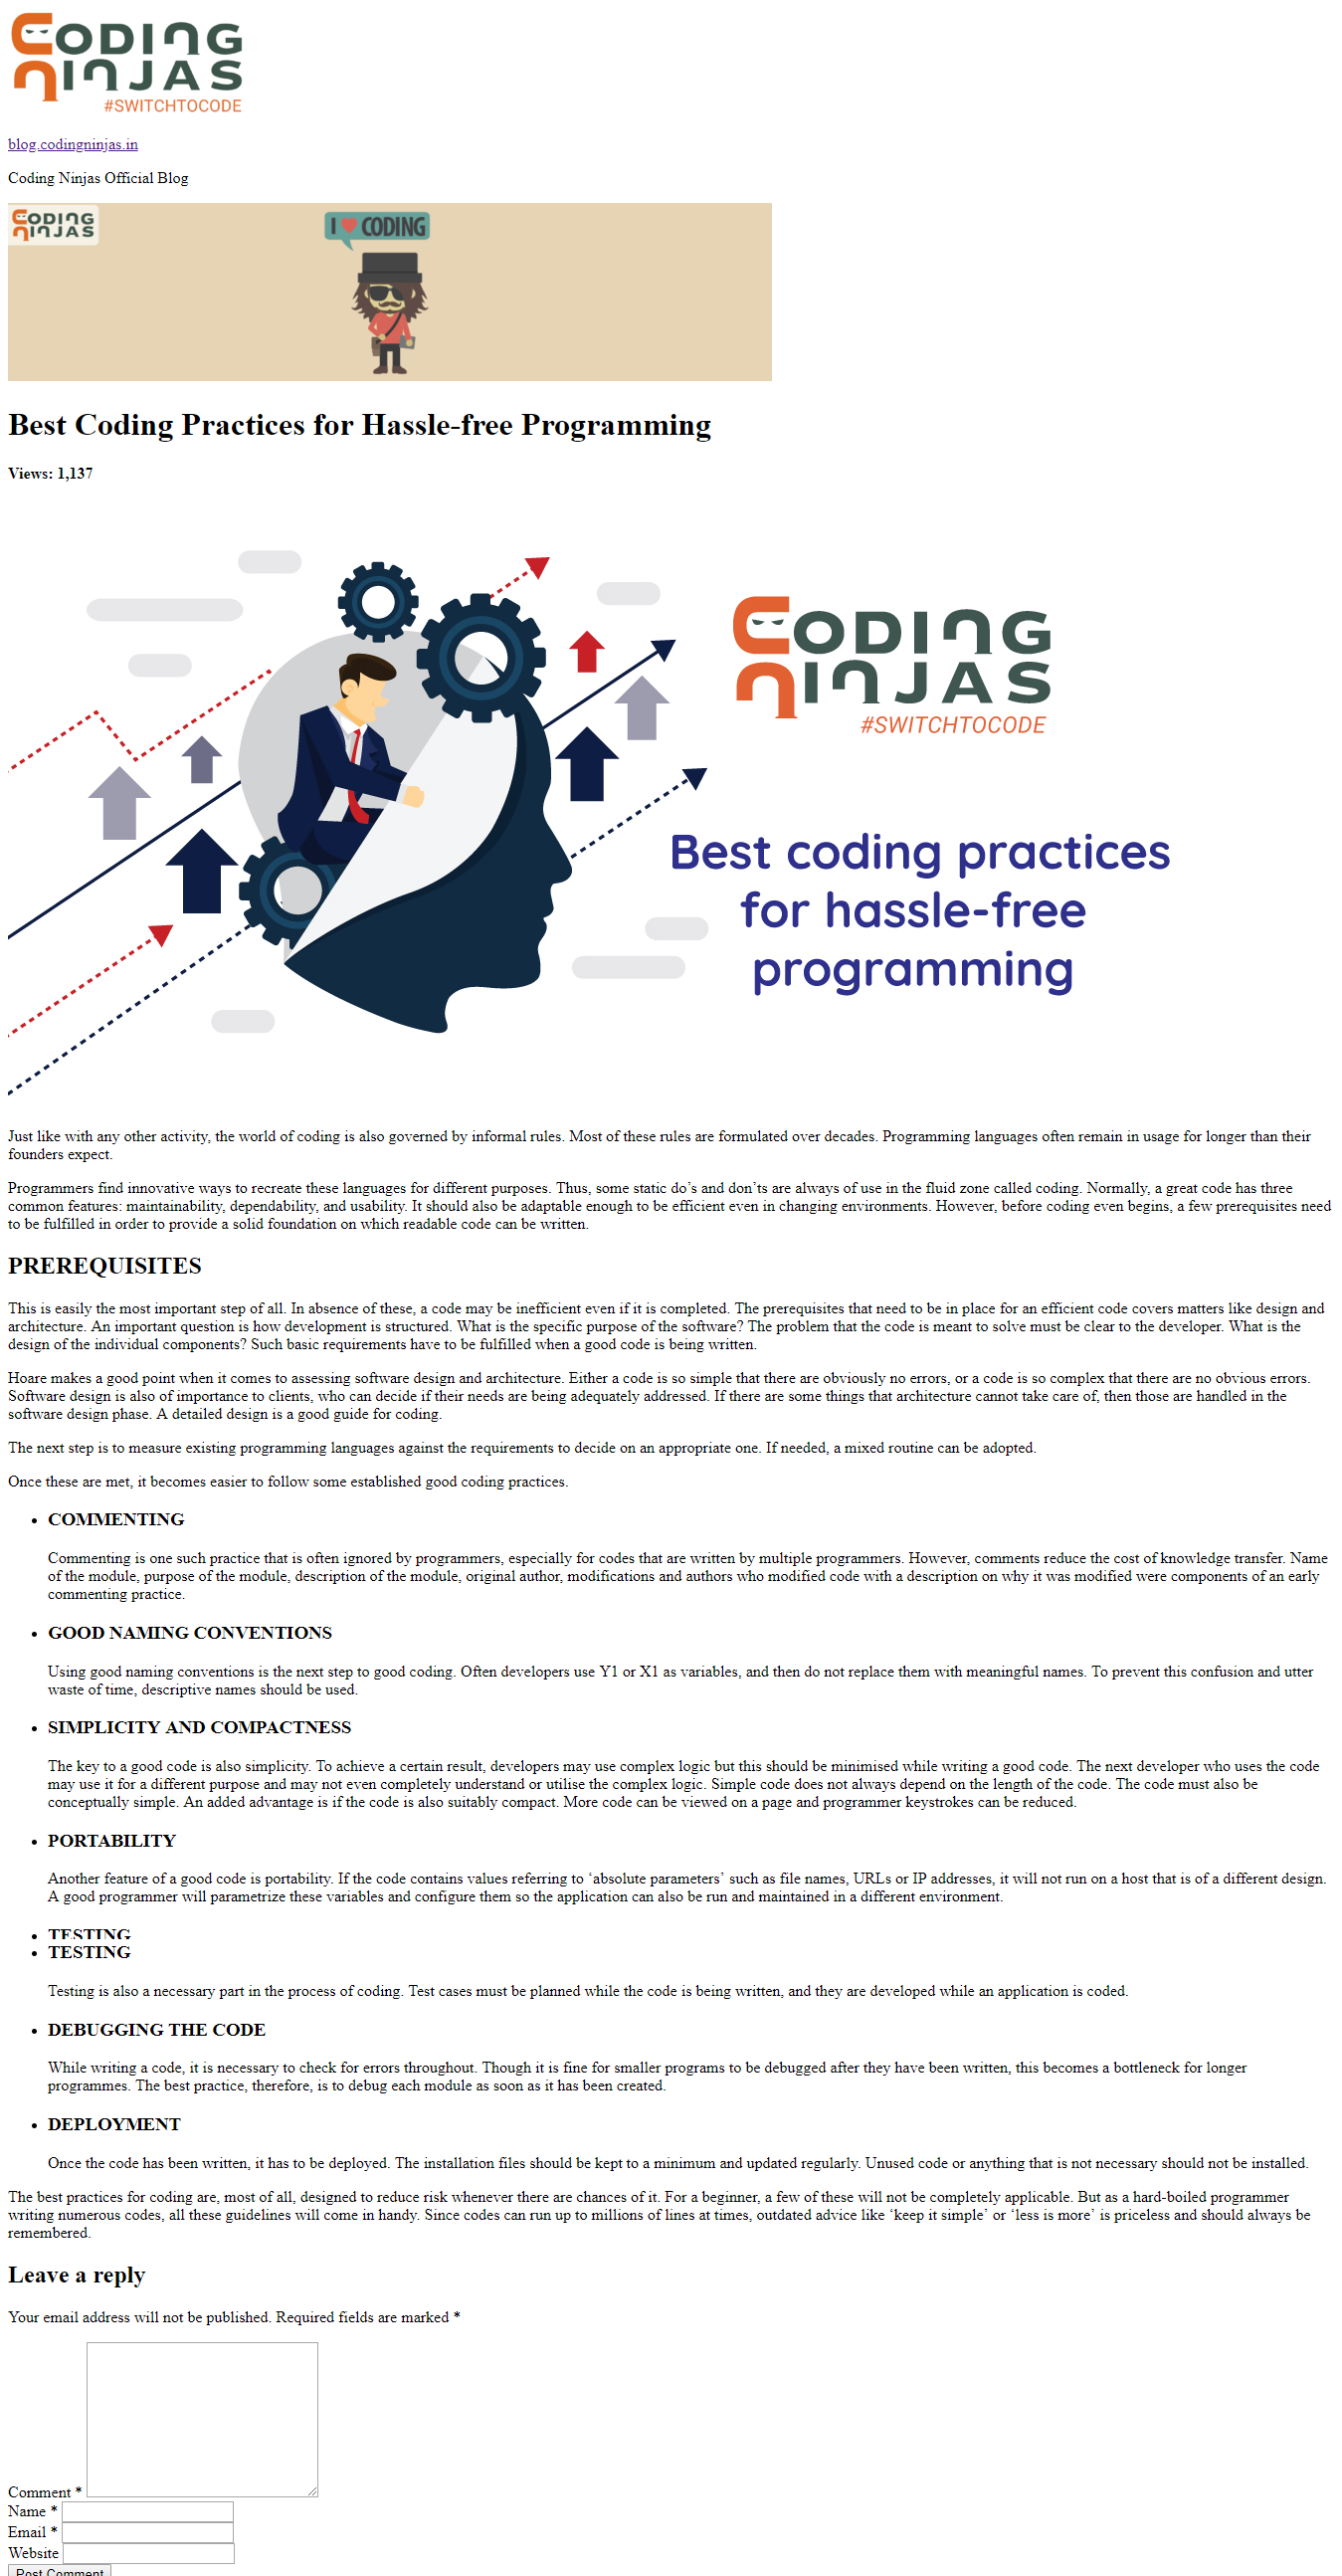 CODING
NINJAS
#SWITCHTOCODE
blog.codingninjas.in
Coding Ninjas Official Blog
CODING
NINJAS
I ♥ CODING
Best Coding Practices for Hassle-free Programming
Views: 1,137
CODING
NINJAS
#SWITCHTOCODE
Best coding practices
for hassle-free
programming
Just like with any other activity, the world of coding is also governed by informal rules. Most of these rules are formulated over decades. Programming languages often remain in usage for longer than their
founders expect.
Programmers find innovative ways to recreate these languages for different purposes. Thus, some static do’s and don’ts are always of use in the fluid zone called coding. Normally, a great code has three
common features: maintainability, dependability, and usability. It should also be adaptable enough to be efficient even in changing environments. However, before coding even begins, a few prerequisites need
to be fulfilled in order to provide a solid foundation on which readable code can be written.
PREREQUISITES
This is easily the most important step of all. In absence of these, a code may be inefficient even if it is completed. The prerequisites that need to be in place for an efficient code covers matters like design and
architecture. An important question is how development is structured. What is the specific purpose of the software? The problem that the code is meant to solve must be clear to the developer. What is the
design of the individual components? Such basic requirements have to be fulfilled when a good code is being written.
Hoare makes a good point when it comes to assessing software design and architecture. Either a code is so simple that there are obviously no errors, or a code is so complex that there are no obvious errors.
Software design is also of importance to clients, who can decide if their needs are being adequately addressed. If there are some things that architecture cannot take care of, then those are handled in the
software design phase. A detailed design is a good guide for coding.
The next step is to measure existing programming languages against the requirements to decide on an appropriate one. If needed, a mixed routine can be adopted.
Once these are met, it becomes easier to follow some established good coding practices.
• COMMENTING
Commenting is one such practice that is often ignored by programmers, especially for codes that are written by multiple programmers. However, comments reduce the cost of knowledge transfer. Name
of the module, purpose of the module, description of the module, original author, modifications and authors who modified code with a description on why it was modified were components of an early
commenting practice.
• GOOD NAMING CONVENTIONS
Using good naming conventions is the next step to good coding. Often developers use Y1 or X1 as variables, and then do not replace them with meaningful names. To prevent this confusion and utter
waste of time, descriptive names should be used.
• SIMPLICITY AND COMPACTNESS
The key to a good code is also simplicity. To achieve a certain result, developers may use complex logic but this should be minimised while writing a good code. The next developer who uses the code
may use it for a different purpose and may not even completely understand or utilise the complex logic. Simple code does not always depend on the length of the code. The code must also be
conceptually simple. An added advantage is if the code is also suitably compact. More code can be viewed on a page and programmer keystrokes can be reduced.
• PORTABILITY
Another feature of a good code is portability. If the code contains values referring to ‘absolute parameters’ such as file names, URLs or IP addresses, it will not run on a host that is of a different design.
A good programmer will parametrize these variables and configure them so the application can also be run and maintained in a different environment.
• TESTING
• TESTING
Testing is also a necessary part in the process of coding. Test cases must be planned while the code is being written, and they are developed while an application is coded.
• DEBUGGING THE CODE
While writing a code, it is necessary to check for errors throughout. Though it is fine for smaller programs to be debugged after they have been written, this becomes a bottleneck for longer
programmes. The best practice, therefore, is to debug each module as soon as it has been created.
• DEPLOYMENT
Once the code has been written, it has to be deployed. The installation files should be kept to a minimum and updated regularly. Unused code or anything that is not necessary should not be installed.
The best practices for coding are, most of all, designed to reduce risk whenever there are chances of it. For a beginner, a few of these will not be completely applicable. But as a hard-boiled programmer
writing numerous codes, all these guidelines will come in handy. Since codes can run up to millions of lines at times, outdated advice like ‘keep it simple’ or ‘less is more’ is priceless and should always be
remembered.
Leave a reply
Your email address will not be published. Required fields are marked *
Comment *
Name *
Email *
Website
Post Comment